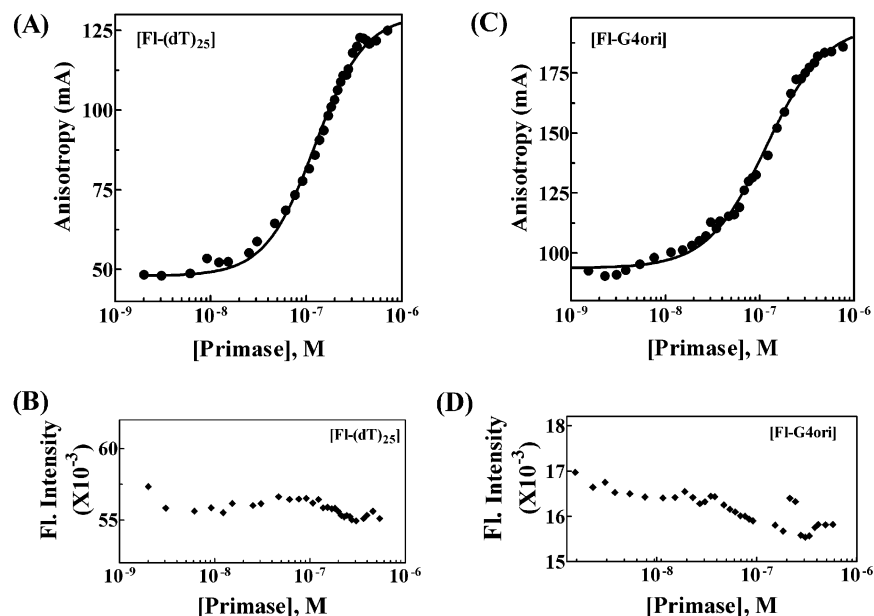 (A)
[Fl-(dT)25]
Anisotropy (mA)
125
100
75
50
10-9
10-8
10-7
10-6
[Primase], M
(C)
[Fl-G4ori]
Anisotropy (mA)
175
150
125
100
10-9
10-8
10-7
10-6
[Primase], M
(B)
[Fl-(dT)25]
Fl. Intensity
(X10-3)
60
55
50
10-9
10-8
10-7
10-6
[Primase], M
(D)
[Fl-G4ori]
Fl. Intensity
(X10-3)
18
17
16
15
10-8
10-7
10-6
[Primase], M